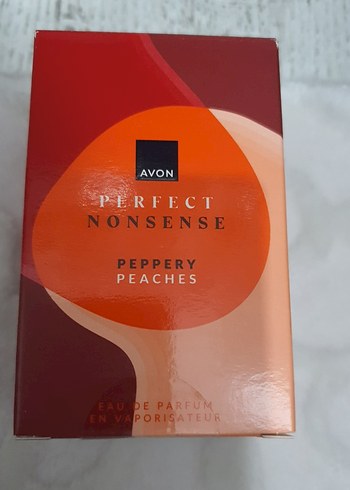 AVON
PERFECT
NONSENSE
PEPPERY
PEACHES
EAU DE PARFUM
EN VAPORISATEUR